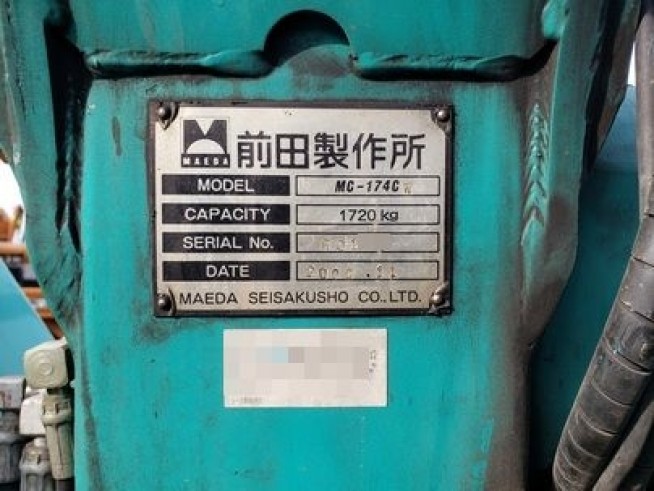 MAEDA 前田製作所
MODEL MC-174C
CAPACITY 1720 kg
SERIAL No.
DATE
MAEDA SEISAKUSHO CO., LTD.